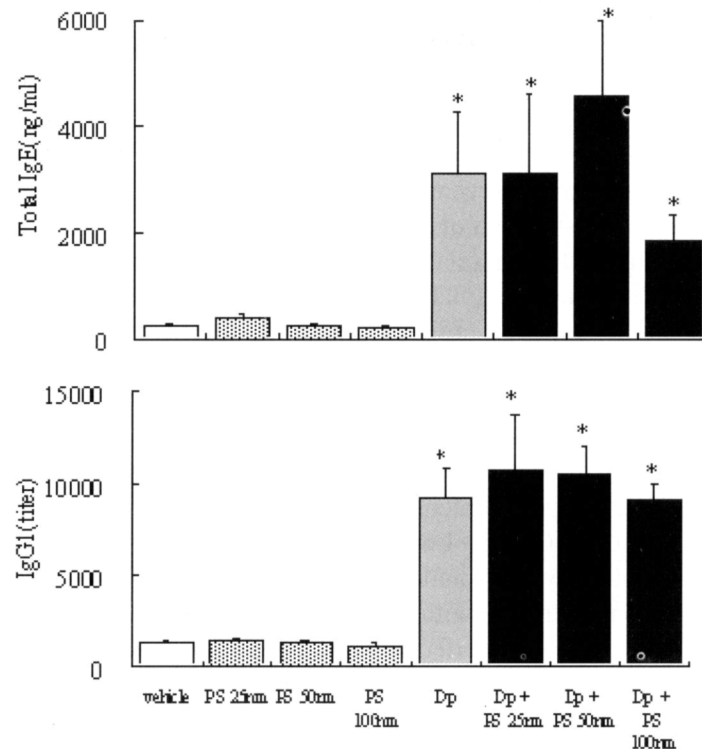 6000
4000
2000
0
Total IgE(ng/ml)
* * * *
15000
10000
5000
0
IgG1(titer)
* * * *
vehicle PS 25nm PS 50nm PS 100nm Dp Dp + PS 25nm Dp + PS 50nm Dp + PS 100nm